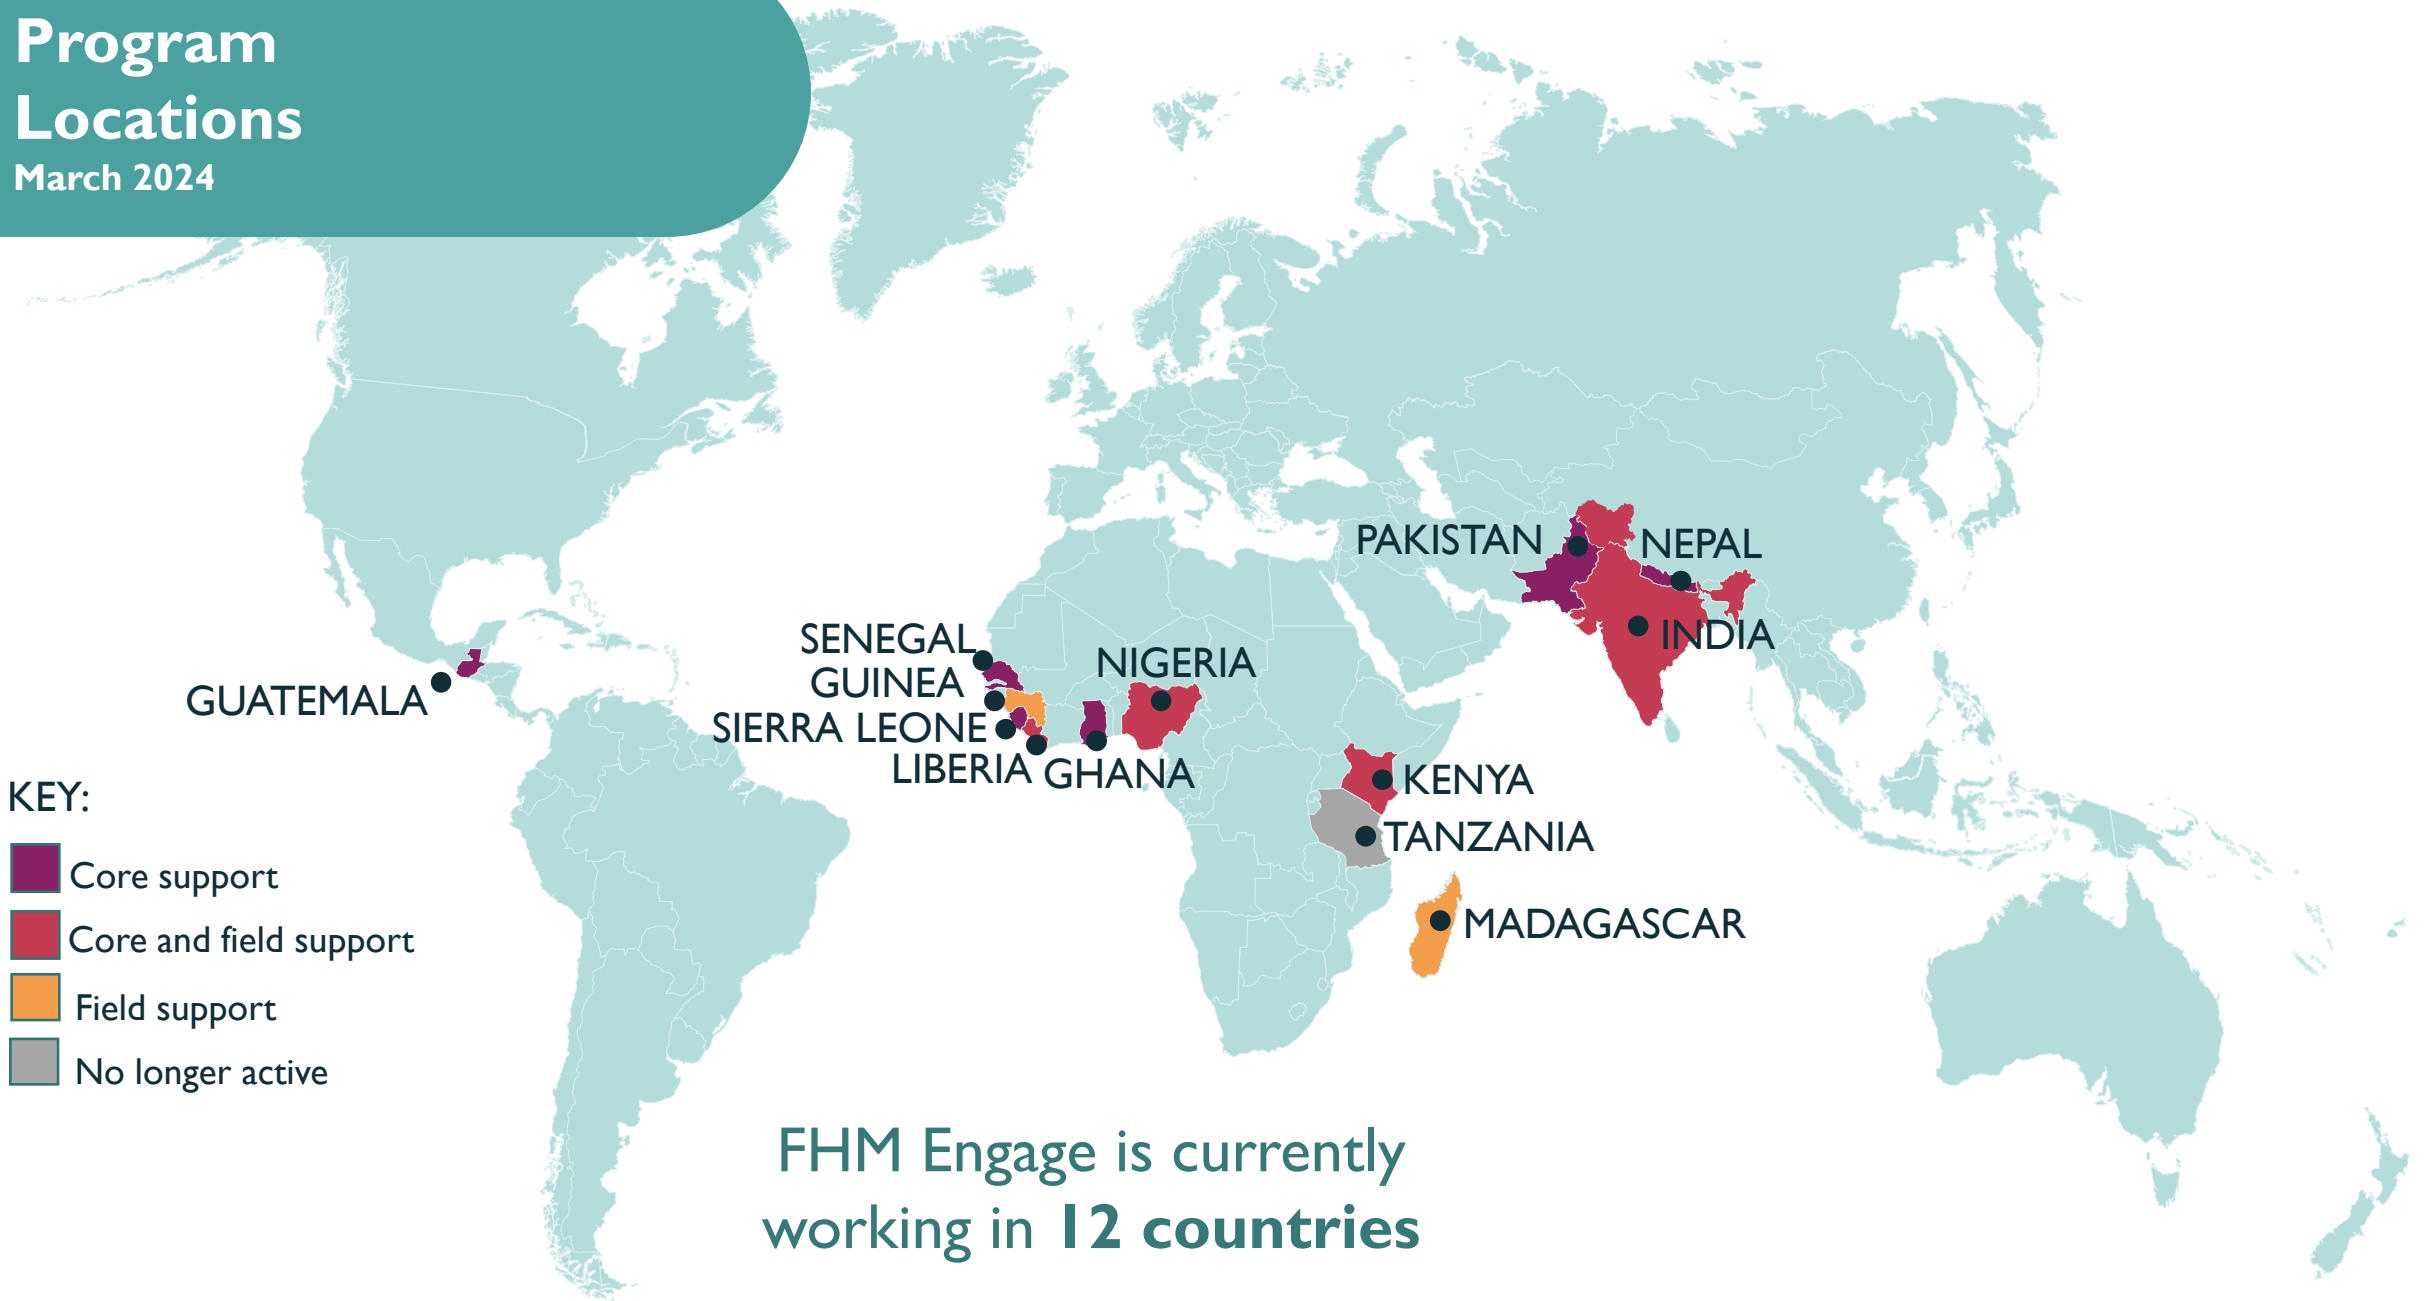 Program
Locations
March 2024
PAKISTAN
NEPAL
INDIA
SENEGAL
GUINEA
NIGERIA
GUATEMALA
SIERRA LEONE
LIBERIA
GHANA
KENYA
TANZANIA
MADAGASCAR
KEY:
Core support
Core and field support
Field support
No longer active
FHM Engage is currently
working in 12 countries